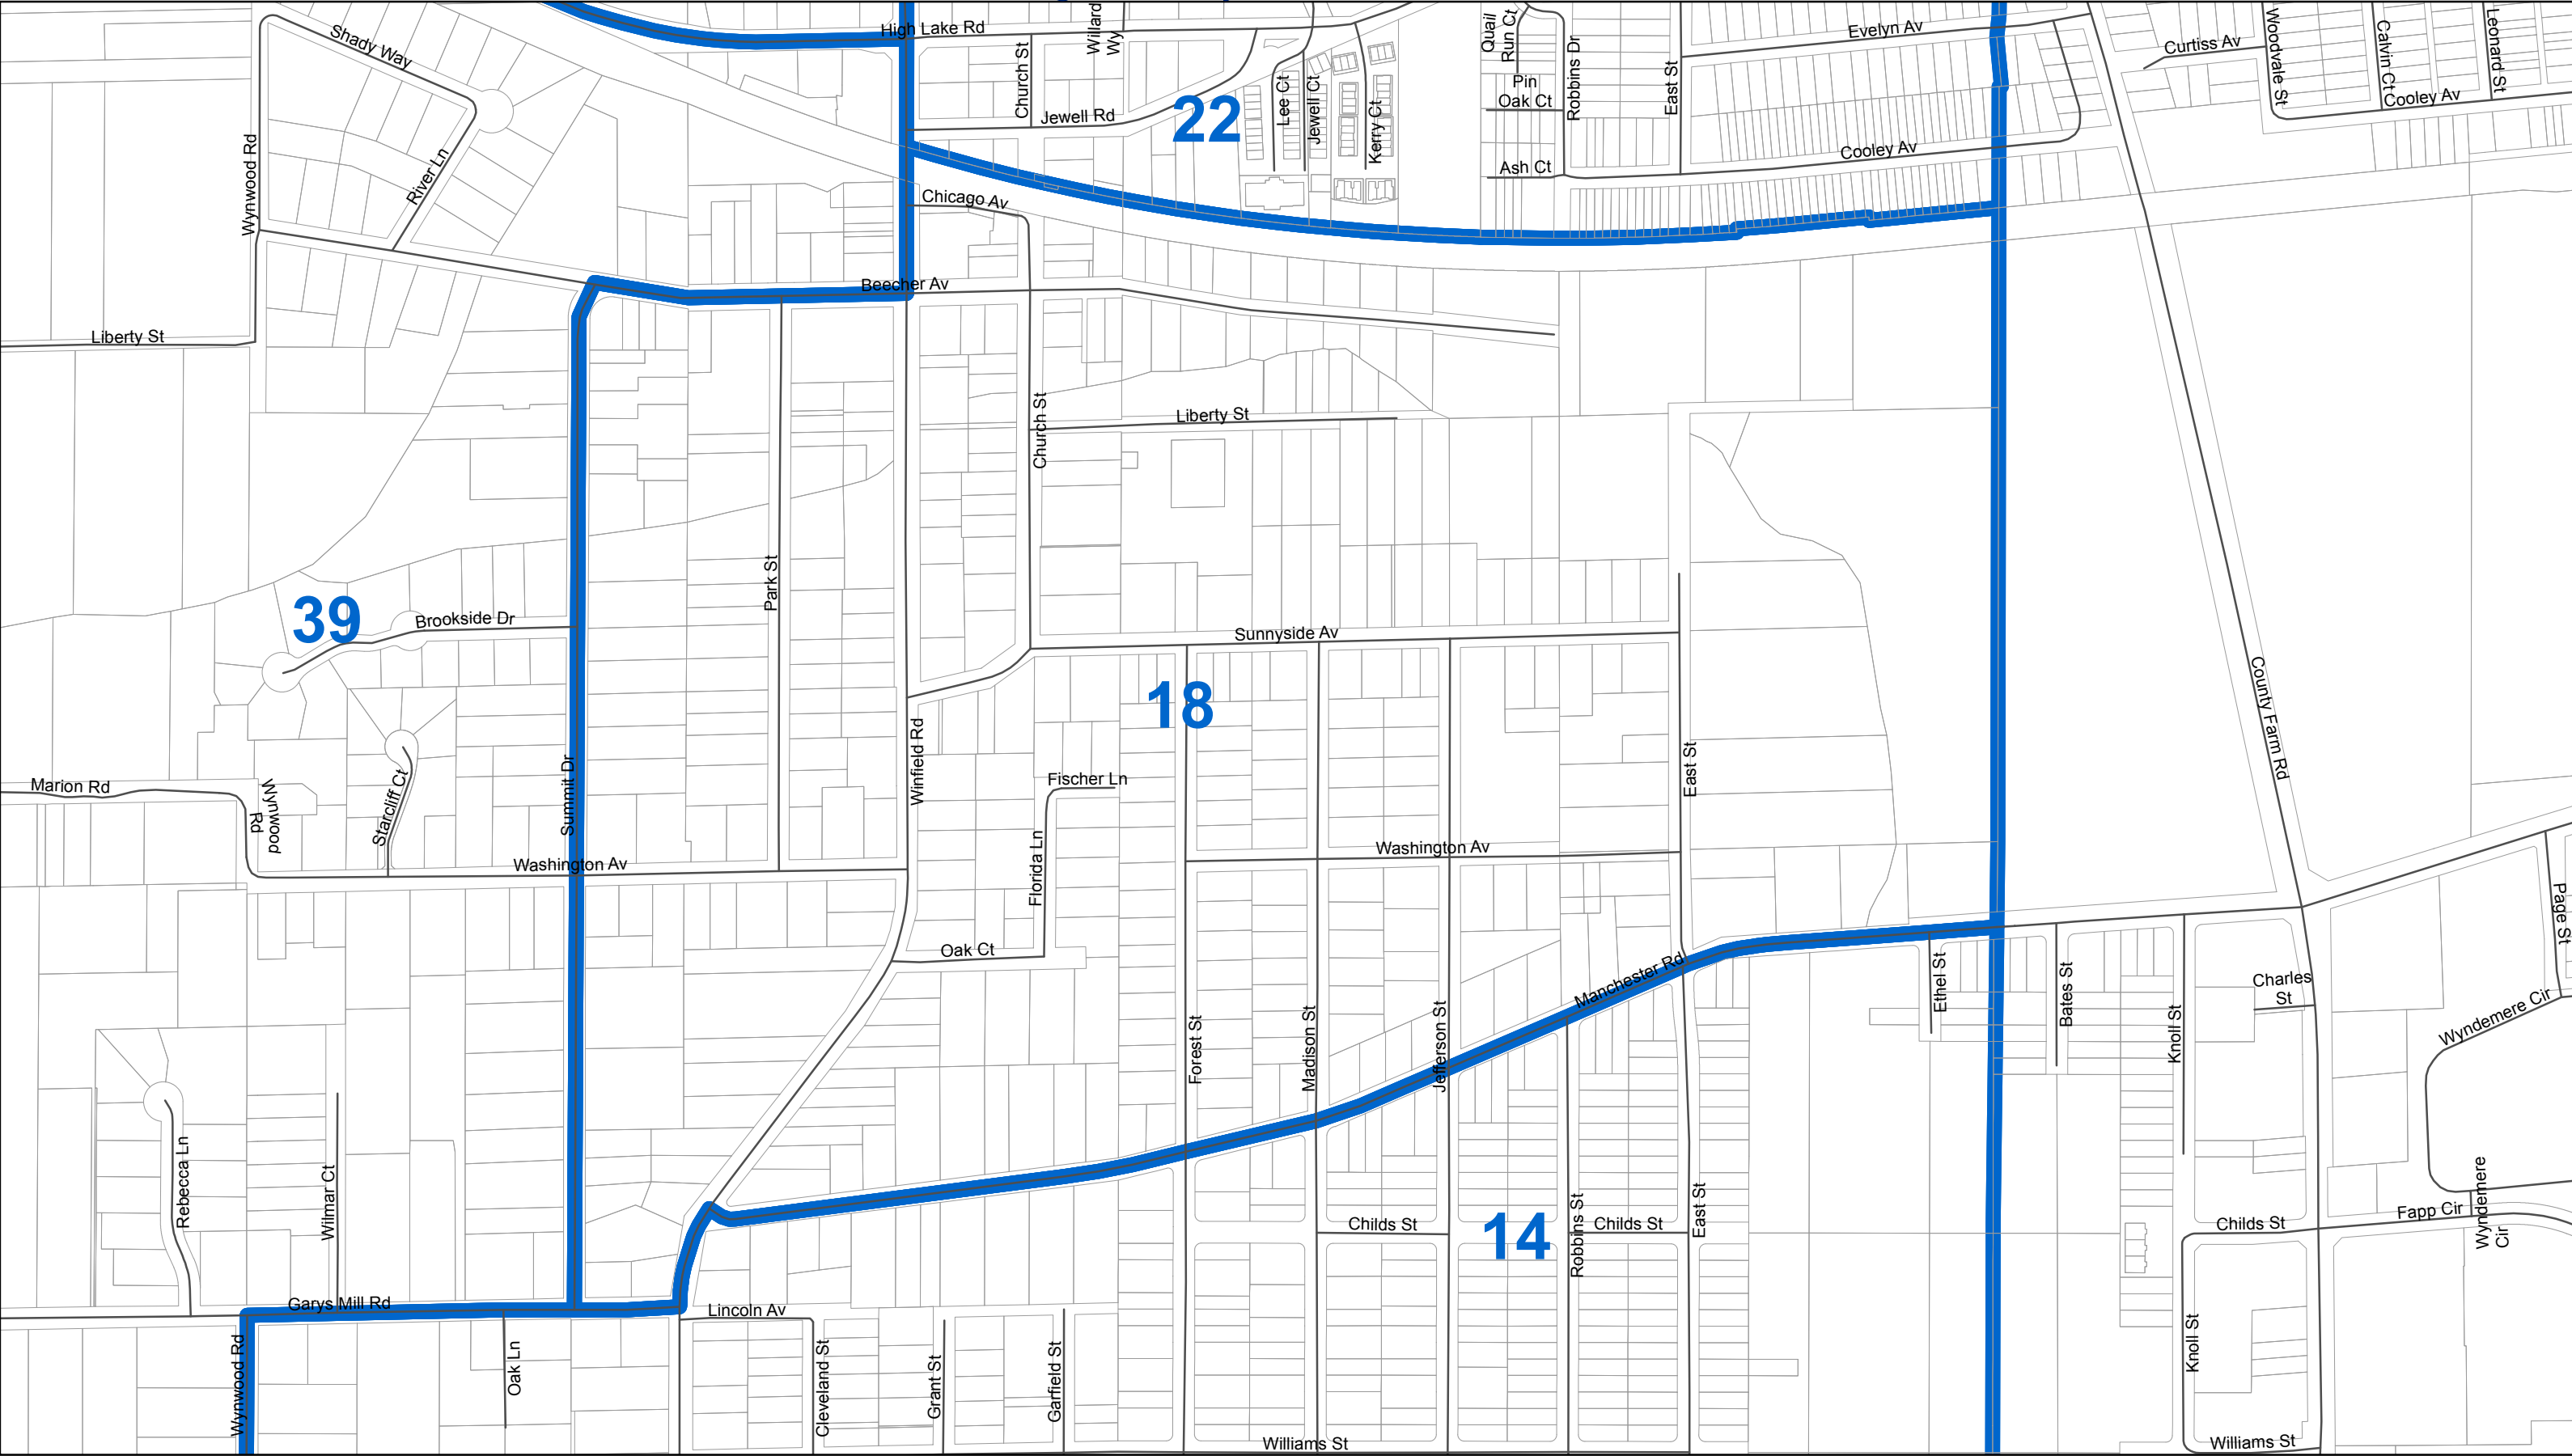 High Lake Rd
Willard
Wy
Church St
Jewell Rd
22
Lee Ct
Jewell Ct
Kerry Ct
Quail
Run Ct
Pin
Oak Ct
Ash Ct
Robbins Dr
East St
Evelyn Av
Cooley Av
Curtiss Av
Woodvale St
Calvin Ct
Leonard St
Cooley Av
Shady Way
River Ln
Wynwood Rd
Chicago Av
Beecher Av
Liberty St
Liberty St
Church St
Park St
39
Brookside Dr
Sunnyside Av
18
Winfield Rd
Summit Dr
Marion Rd
Wynwood
Rd
Starcliff Ct
Fischer Ln
Florida Ln
Washington Av
Washington Av
East St
County Farm Rd
Oak Ct
Manchester Rd
Forest St
Madison St
Jefferson St
Ethel St
Bates St
Knoll St
Charles
St
Page St
Wyndemere Cir
Rebecca Ln
Wilmar Ct
Childs St
14
Robbins St
Childs St
East St
Childs St
Fapp Cir
Wyndemere
Cir
Garys Mill Rd
Lincoln Av
Wynwood Rd
Oak Ln
Cleveland St
Grant St
Garfield St
Knoll St
Williams St
Williams St